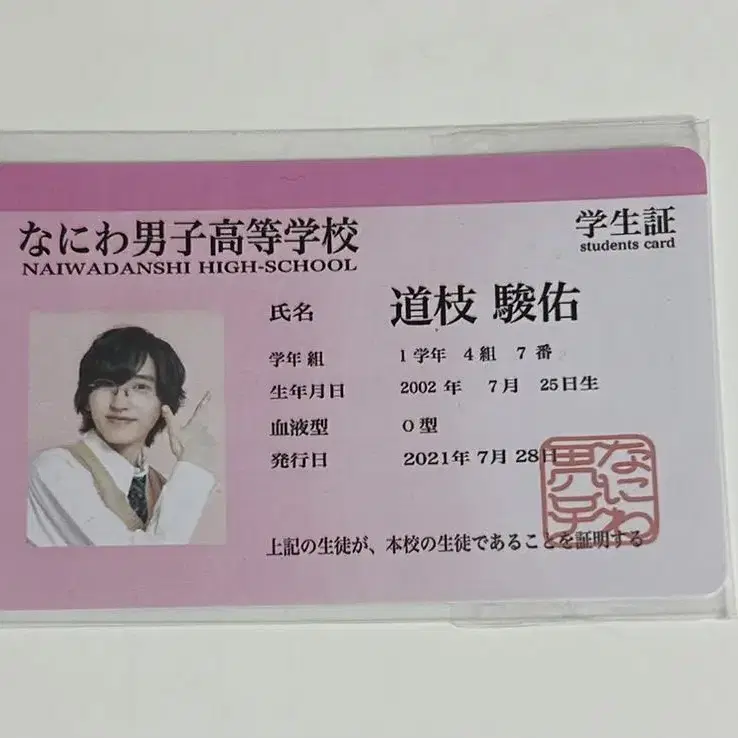 なにわ男子高等学校
NAIWADANSHI HIGH-SCHOOL
学生証
students card
氏名 道枝 駿佑
学年 組 1 学年 4 組 7 番
生年月日 2002 年 7 月 25日生
血液型 O 型
発行日 2021年 7 月 28日
なにわ
男子
上記の生徒が、本校の生徒であることを証明する